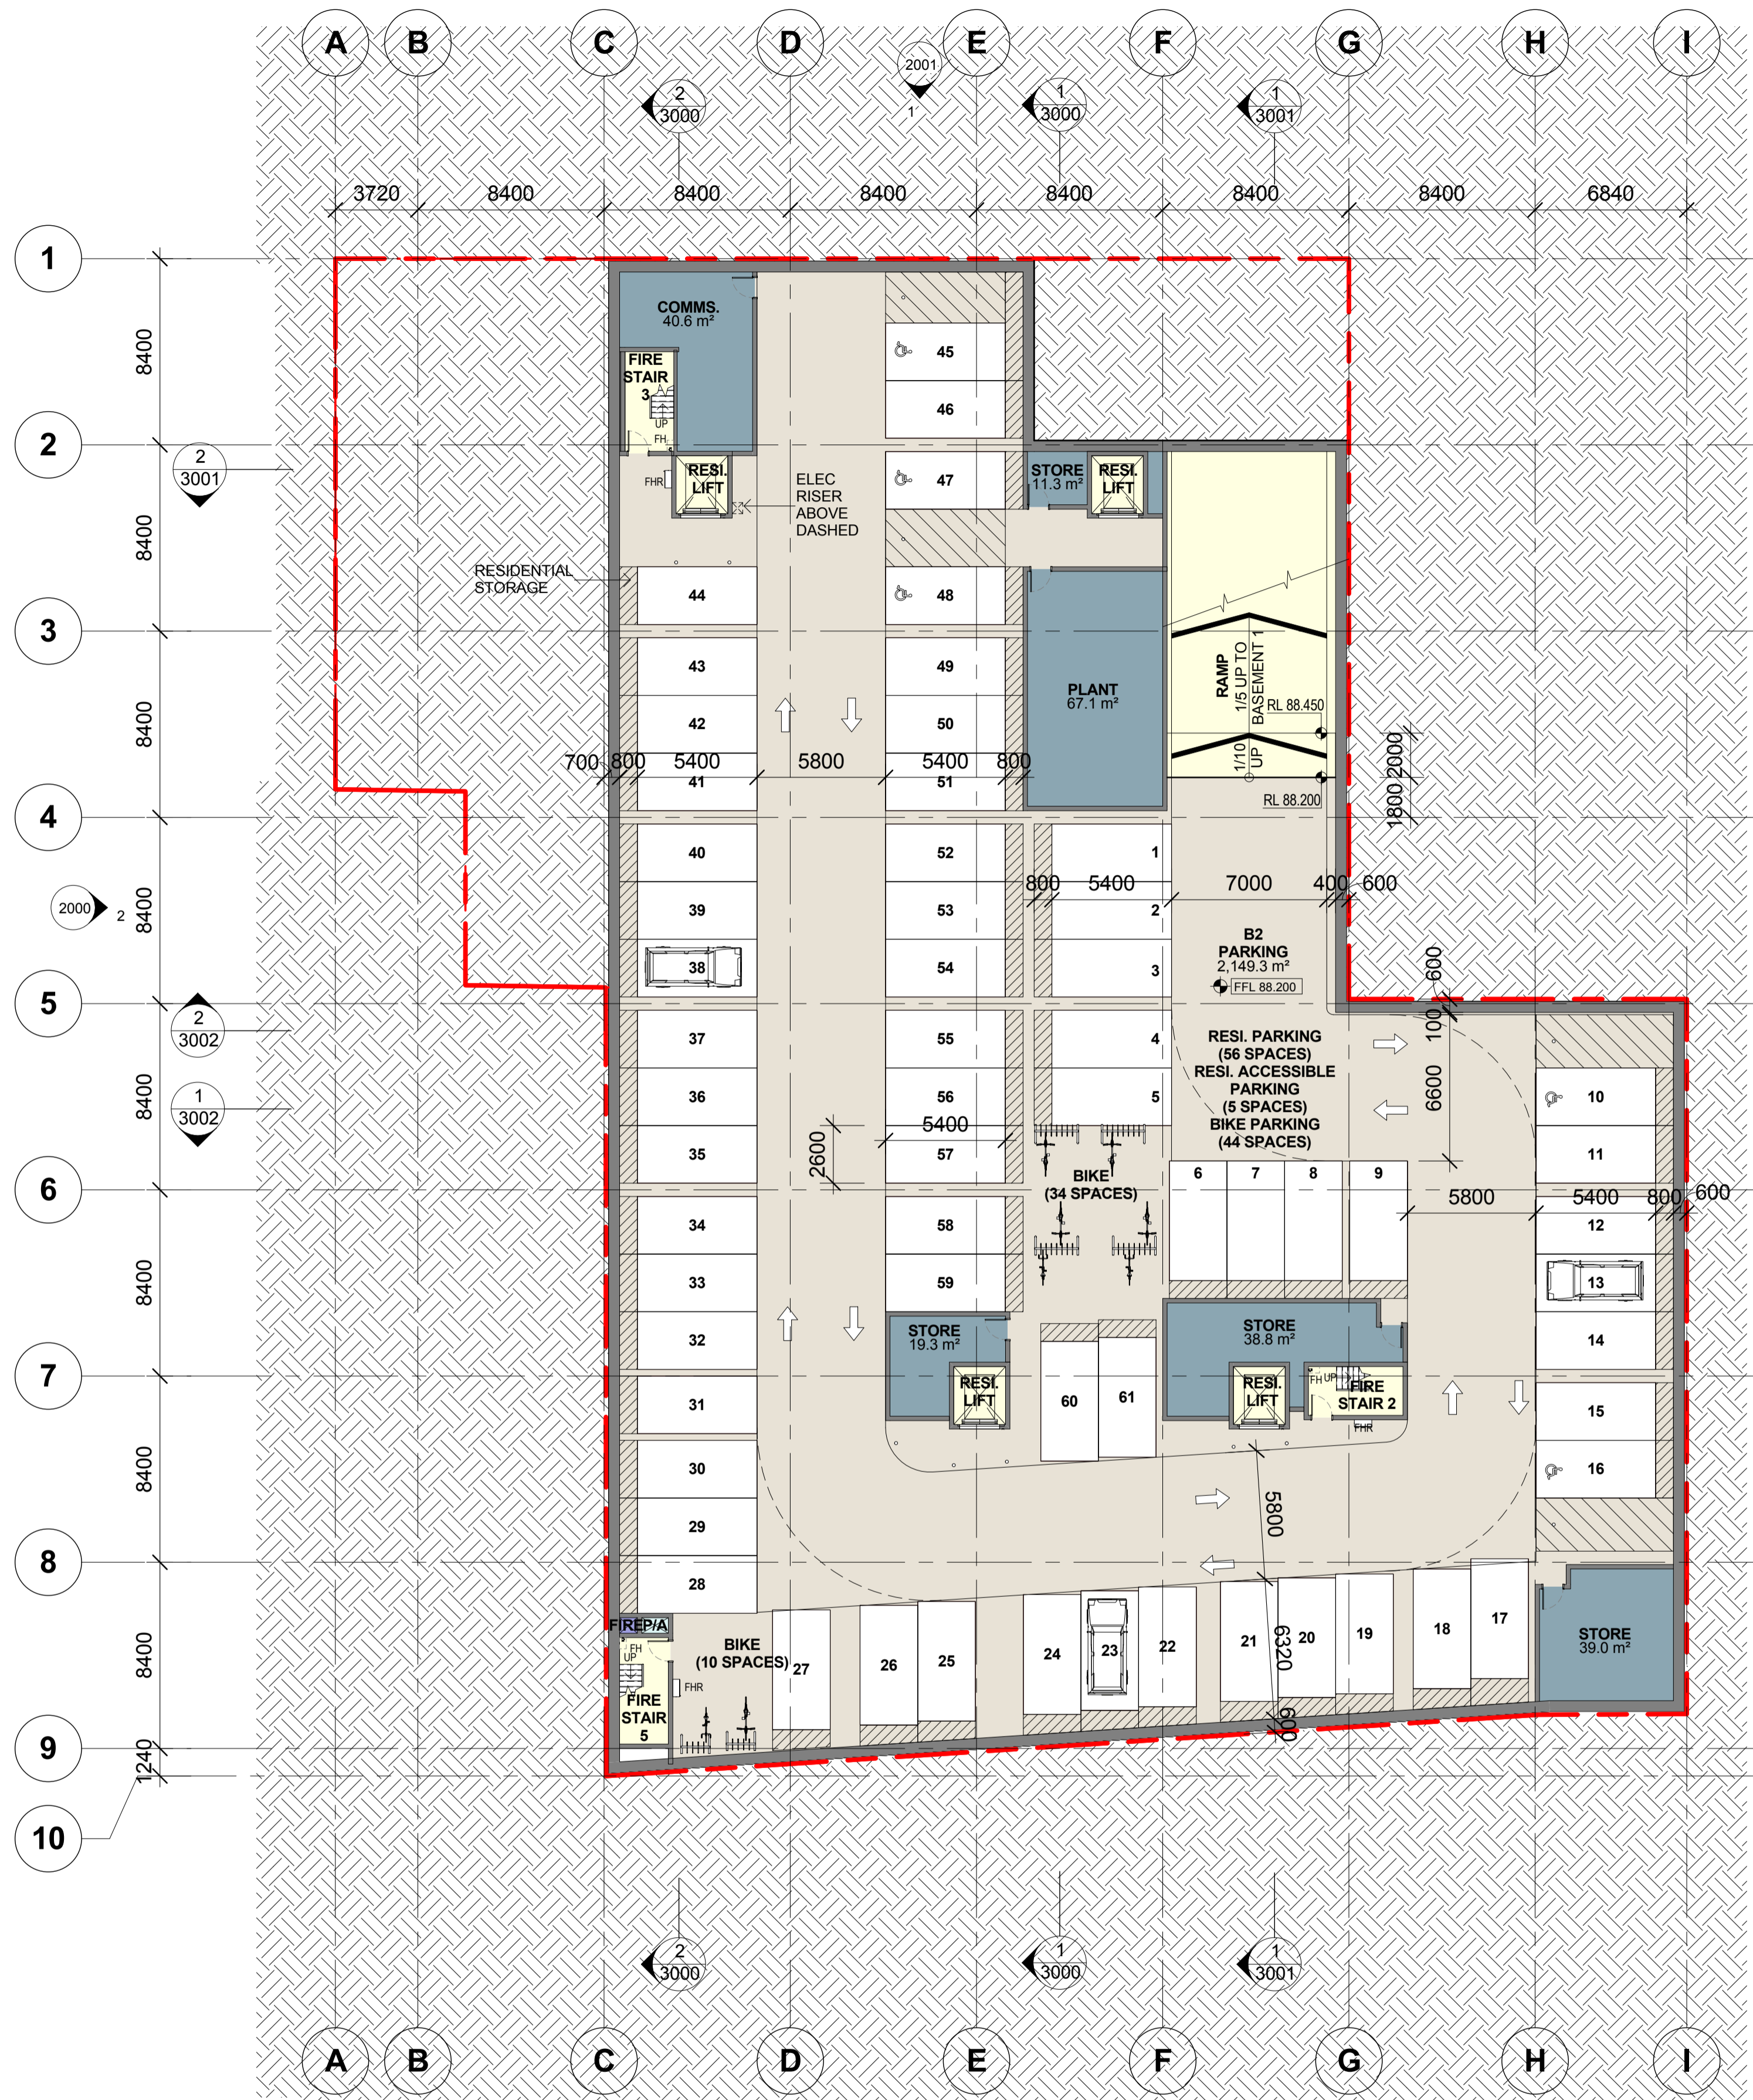 A B C D E F G H I
2001
1
2
3000
1
3000
1
3001
3720 8400 8400 8400 8400 8400 8400 6840
1
8400
COMMS.
40.6 m²
FIRE
STAIR
3
UP
FH
45
46
2
2
3001
FHR
RESI.
LIFT
ELEC
RISER
ABOVE
DASHED
47
STORE
11.3 m²
RESI.
LIFT
8400
RESIDENTIAL
STORAGE
44
48
3
43
49
42
50
PLANT
67.1 m²
RAMP
1/5 UP TO
BASEMENT 1
RL 88.450
1/10
UP
8400
700 800 5400 5800 5400 800
41
51
RL 88.200
2000
1800
4
40
52
1
800 5400 7000 400 600
39
53
2
2000
2
8400
38
54
3
B2
PARKING
2,149.3 m²
FFL 88.200
600
100
5
2
3002
37
55
4
RESI. PARKING
(56 SPACES)
RESI. ACCESSIBLE
PARKING
(5 SPACES)
BIKE PARKING
(44 SPACES)
6600
8400
1
3002
36
56
5
10
5400
2600
35
57
11
6
BIKE
(34 SPACES)
6 7 8 9
5800 5400 800 600
34
58
12
8400
33
59
13
32
STORE
19.3 m²
STORE
38.8 m²
14
7
RESI.
LIFT
60
61
RESI.
LIFT
FH
UP
FIRE
STAIR 2
FHR
31
15
8400
30
16
29
5800
8
28
FIRE
P/A
FH
UP
BIKE
(10 SPACES)
FHR
FIRE
STAIR
5
27 26 25 24 23 22 21 20 19 18 17
6320
600
STORE
39.0 m²
8400
9
1240
10
2
3000
1
3000
1
3001
A B C D E F G H I